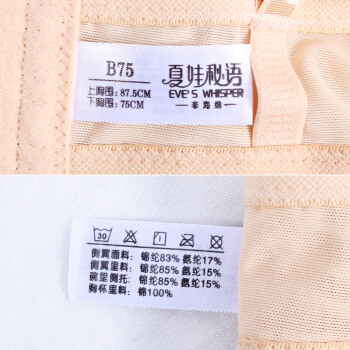 B75
上胸围:87.5CM
下胸围:75CM
夏娃秘语
EVE'S WHISPER
非海绵
30
侧翼面料:锦纶83% 氨纶17%
侧翼里料:锦纶85% 氨纶15%
碗里侧托:锦纶85% 氨纶15%
胸杯里料:棉100%